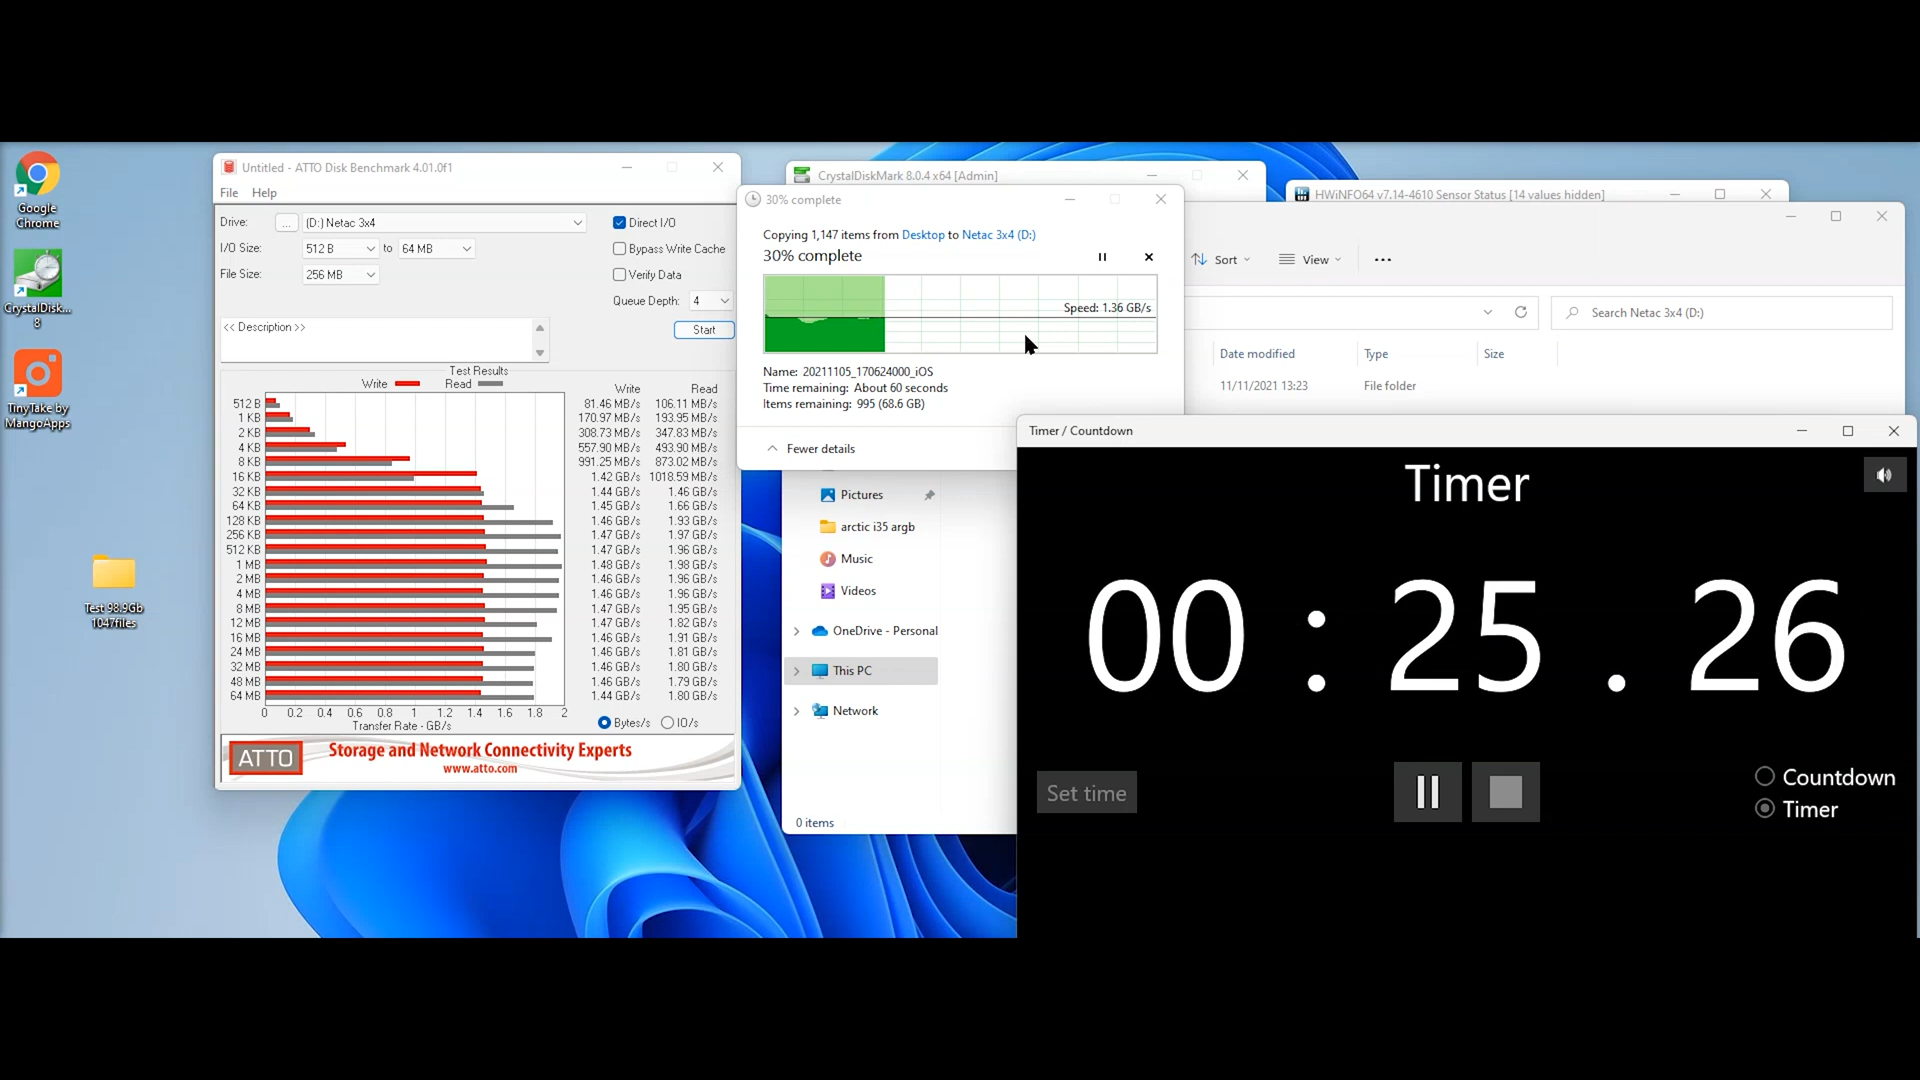 Google
Chrome
CrystalDisk...
8
TinyTake by
MangoApps
Test 98.9Gb
1047files
Untitled - ATTO Disk Benchmark 4.01.0f1
File Help
Drive: ... (D:) Netac 3x4
I/O Size: 512 B to 64 MB
File Size: 256 MB
Direct I/O
Bypass Write Cache
Verify Data
Queue Depth: 4
Start
<< Description >>
Test Results
Write Read
Write Read
512 B 81.46 MB/s 106.11 MB/s
1 KB 170.97 MB/s 193.95 MB/s
2 KB 308.73 MB/s 347.83 MB/s
4 KB 557.90 MB/s 493.90 MB/s
8 KB 991.25 MB/s 873.02 MB/s
16 KB 1.42 GB/s 1018.59 MB/s
32 KB 1.44 GB/s 1.46 GB/s
64 KB 1.45 GB/s 1.66 GB/s
128 KB 1.46 GB/s 1.93 GB/s
256 KB 1.47 GB/s 1.97 GB/s
512 KB 1.47 GB/s 1.96 GB/s
1 MB 1.48 GB/s 1.98 GB/s
2 MB 1.46 GB/s 1.96 GB/s
4 MB 1.46 GB/s 1.96 GB/s
8 MB 1.47 GB/s 1.95 GB/s
12 MB 1.47 GB/s 1.82 GB/s
16 MB 1.46 GB/s 1.91 GB/s
24 MB 1.46 GB/s 1.81 GB/s
32 MB 1.46 GB/s 1.80 GB/s
48 MB 1.46 GB/s 1.79 GB/s
64 MB 1.44 GB/s 1.80 GB/s
0 0.2 0.4 0.6 0.8 1 1.2 1.4 1.6 1.8 2
Transfer Rate - GB/s
Bytes/s IO/s
ATTO
Storage and Network Connectivity Experts
www.atto.com
CrystalDiskMark 8.0.4 x64 [Admin]
30% complete
Copying 1,147 items from Desktop to Netac 3x4 (D:)
30% complete
Speed: 1.36 GB/s
Name: 20211105_170624000_iOS
Time remaining: About 60 seconds
Items remaining: 995 (68.6 GB)
Fewer details
HWiNFO64 v7.14-4610 Sensor Status [14 values hidden]
Sort View ...
Search Netac 3x4 (D:)
Date modified Type Size
11/11/2021 13:23 File folder
Pictures
arctic i35 argb
Music
Videos
OneDrive - Personal
This PC
Network
0 items
Timer / Countdown
Timer
00 : 25 . 26
Set time
Countdown
Timer